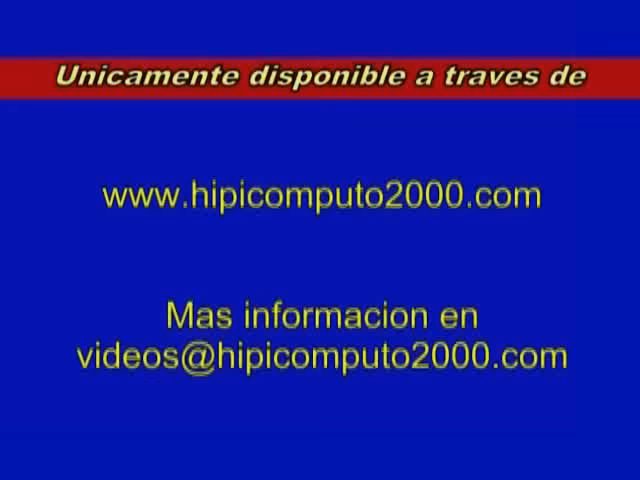 Unicamente disponible a traves de
www.hipicomputo2000.com
Mas informacion en
videos@hipicomputo2000.com